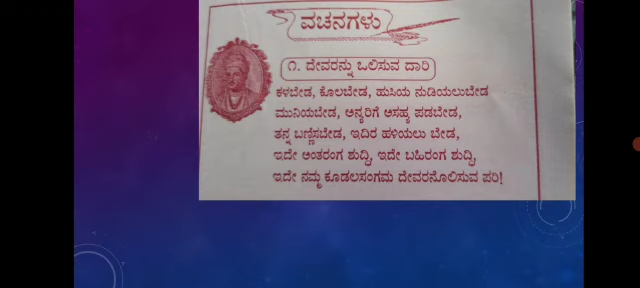 ವಚನಗಳು
೧. ದೇವರನ್ನು ಒಲಿಸುವ ದಾರಿ
ಕಳಬೇಡ, ಕೊಲಬೇಡ, ಹುಸಿಯ ನುಡಿಯಲುಬೇಡ
ಮುನಿಯಬೇಡ, ಅನ್ಯರಿಗೆ ಅಸಹ್ಯ ಪಡಬೇಡ,
ತನ್ನ ಬಣ್ಣಿಸಬೇಡ, ಇದಿರ ಹಳಿಯಲು ಬೇಡ,
ಇದೇ ಅಂತರಂಗ ಶುದ್ಧಿ, ಇದೇ ಬಹಿರಂಗ ಶುದ್ಧಿ,
ಇದೇ ನಮ್ಮ ಕೂಡಲಸಂಗಮ ದೇವರನೊಲಿಸುವ ಪರಿ!